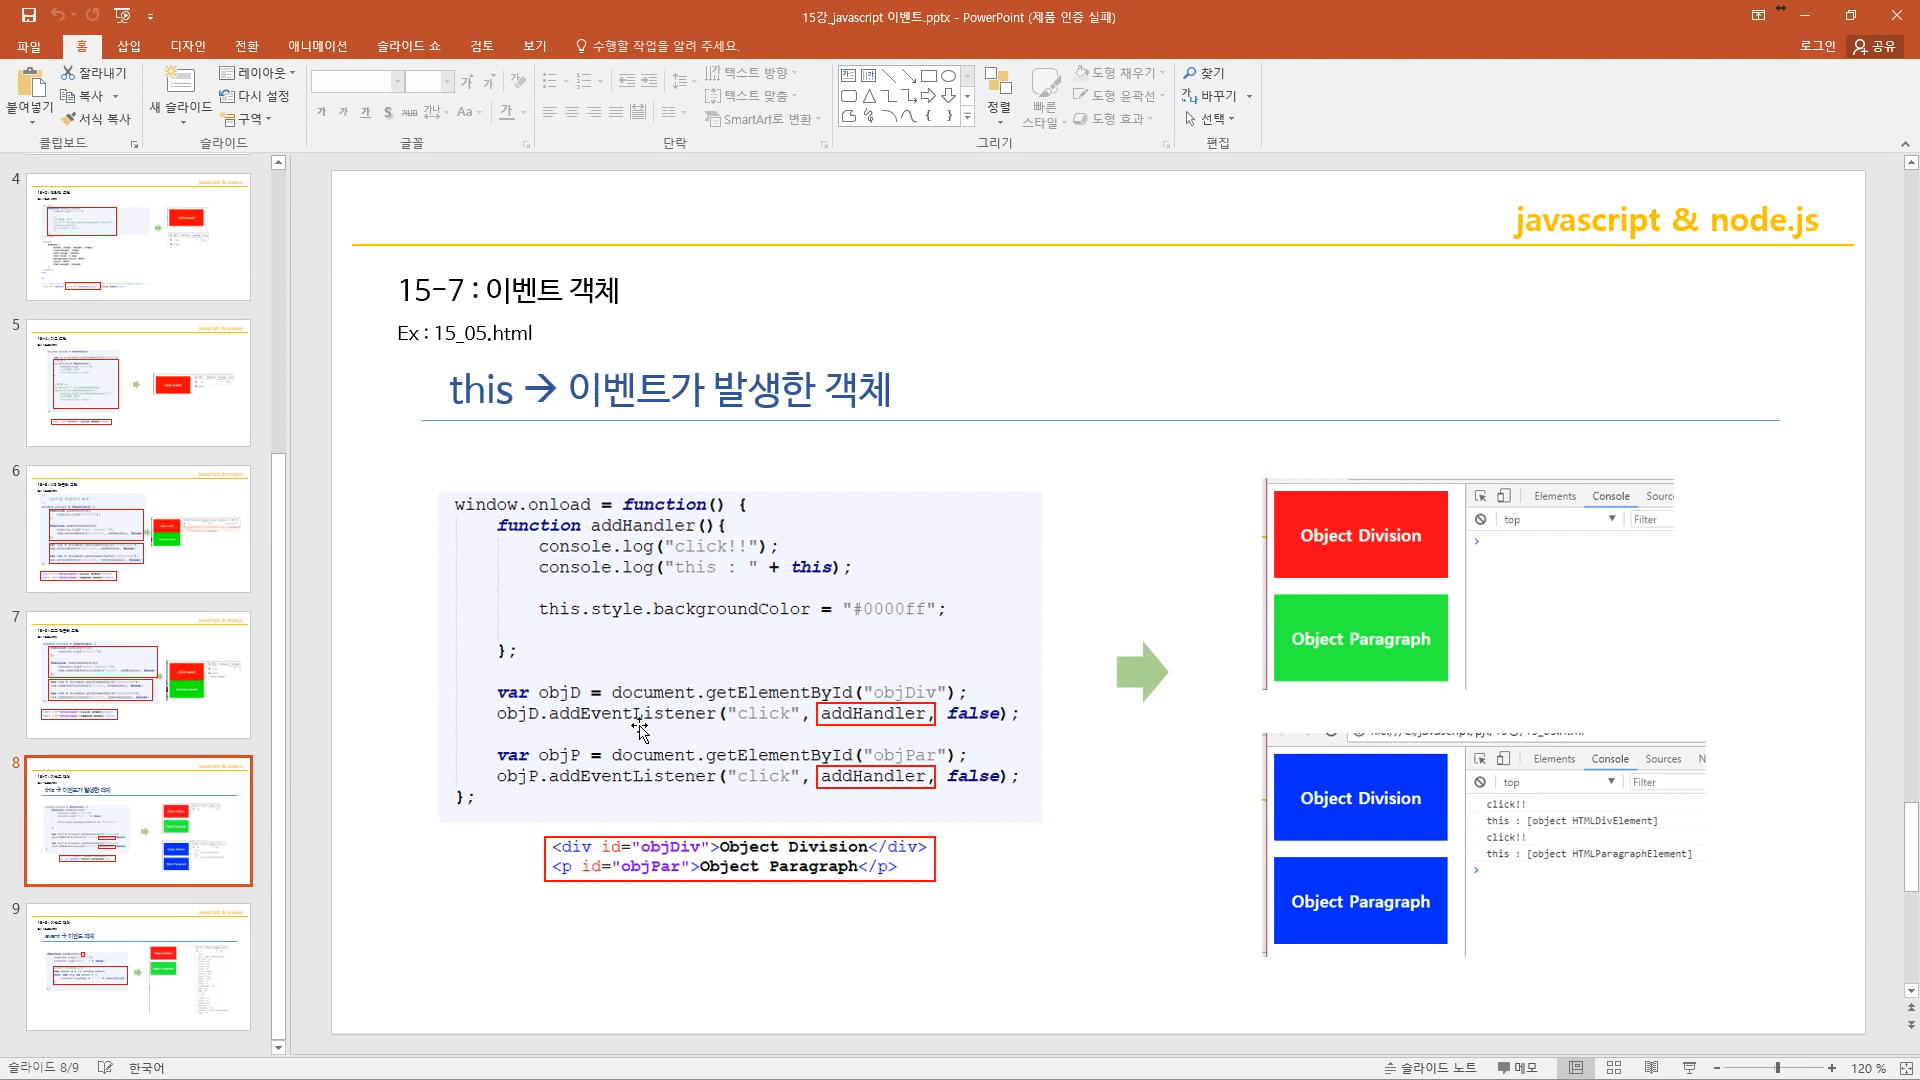 15강_javascript 이벤트.pptx - PowerPoint (제품 인증 실패)
파일 홈 삽입 디자인 전환 애니메이션 슬라이드 쇼 검토 보기 수행할 작업을 알려 주세요. 로그인 공유
붙여넣기 잘라내기 복사 서식 복사 클립보드
새 슬라이드 레이아웃 다시 설정 구역 슬라이드
글꼴
텍스트 방향 텍스트 맞춤 SmartArt로 변환 단락
정렬 빠른 스타일 도형 채우기 도형 윤곽선 도형 효과 그리기
찾기 바꾸기 선택 편집
4
5
6
7
8
9
javascript & node.js
15-7 : 이벤트 객체
Ex : 15_05.html
this → 이벤트가 발생한 객체
window.onload = function() {
function addHandler(){
console.log("click!!");
console.log("this : " + this);
this.style.backgroundColor = "#0000ff";
};
var objD = document.getElementById("objDiv");
objD.addEventListener("click", addHandler, false);
var objP = document.getElementById("objPar");
objP.addEventListener("click", addHandler, false);
};
<div id="objDiv">Object Division</div>
<p id="objPar">Object Paragraph</p>
Object Division
Object Paragraph
Elements Console Sourc
top Filter
Object Division
Object Paragraph
Elements Console Sources N
top Filter
click!!
this : [object HTMLDivElement]
click!!
this : [object HTMLParagraphElement]
슬라이드 8/9 한국어 슬라이드 노트 메모 120 %